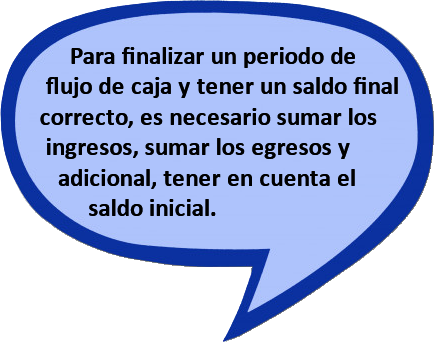 Para finalizar un periodo de
flujo de caja y tener un saldo final
correcto, es necesario sumar los
ingresos, sumar los egresos y
adicional, tener en cuenta el
saldo inicial.